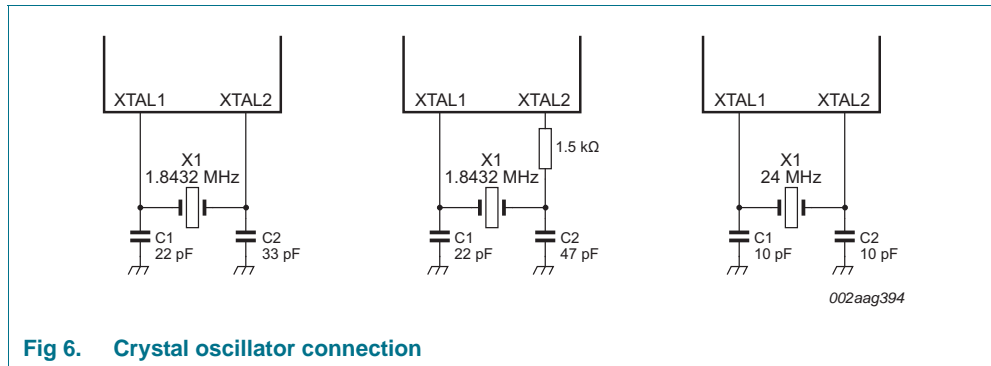 XTAL1 XTAL2
X1
1.8432 MHz
C1
22 pF
C2
33 pF
XTAL1 XTAL2
1.5 kΩ
X1
1.8432 MHz
C1
22 pF
C2
47 pF
XTAL1 XTAL2
X1
24 MHz
C1
10 pF
C2
10 pF
002aag394
Fig 6. Crystal oscillator connection